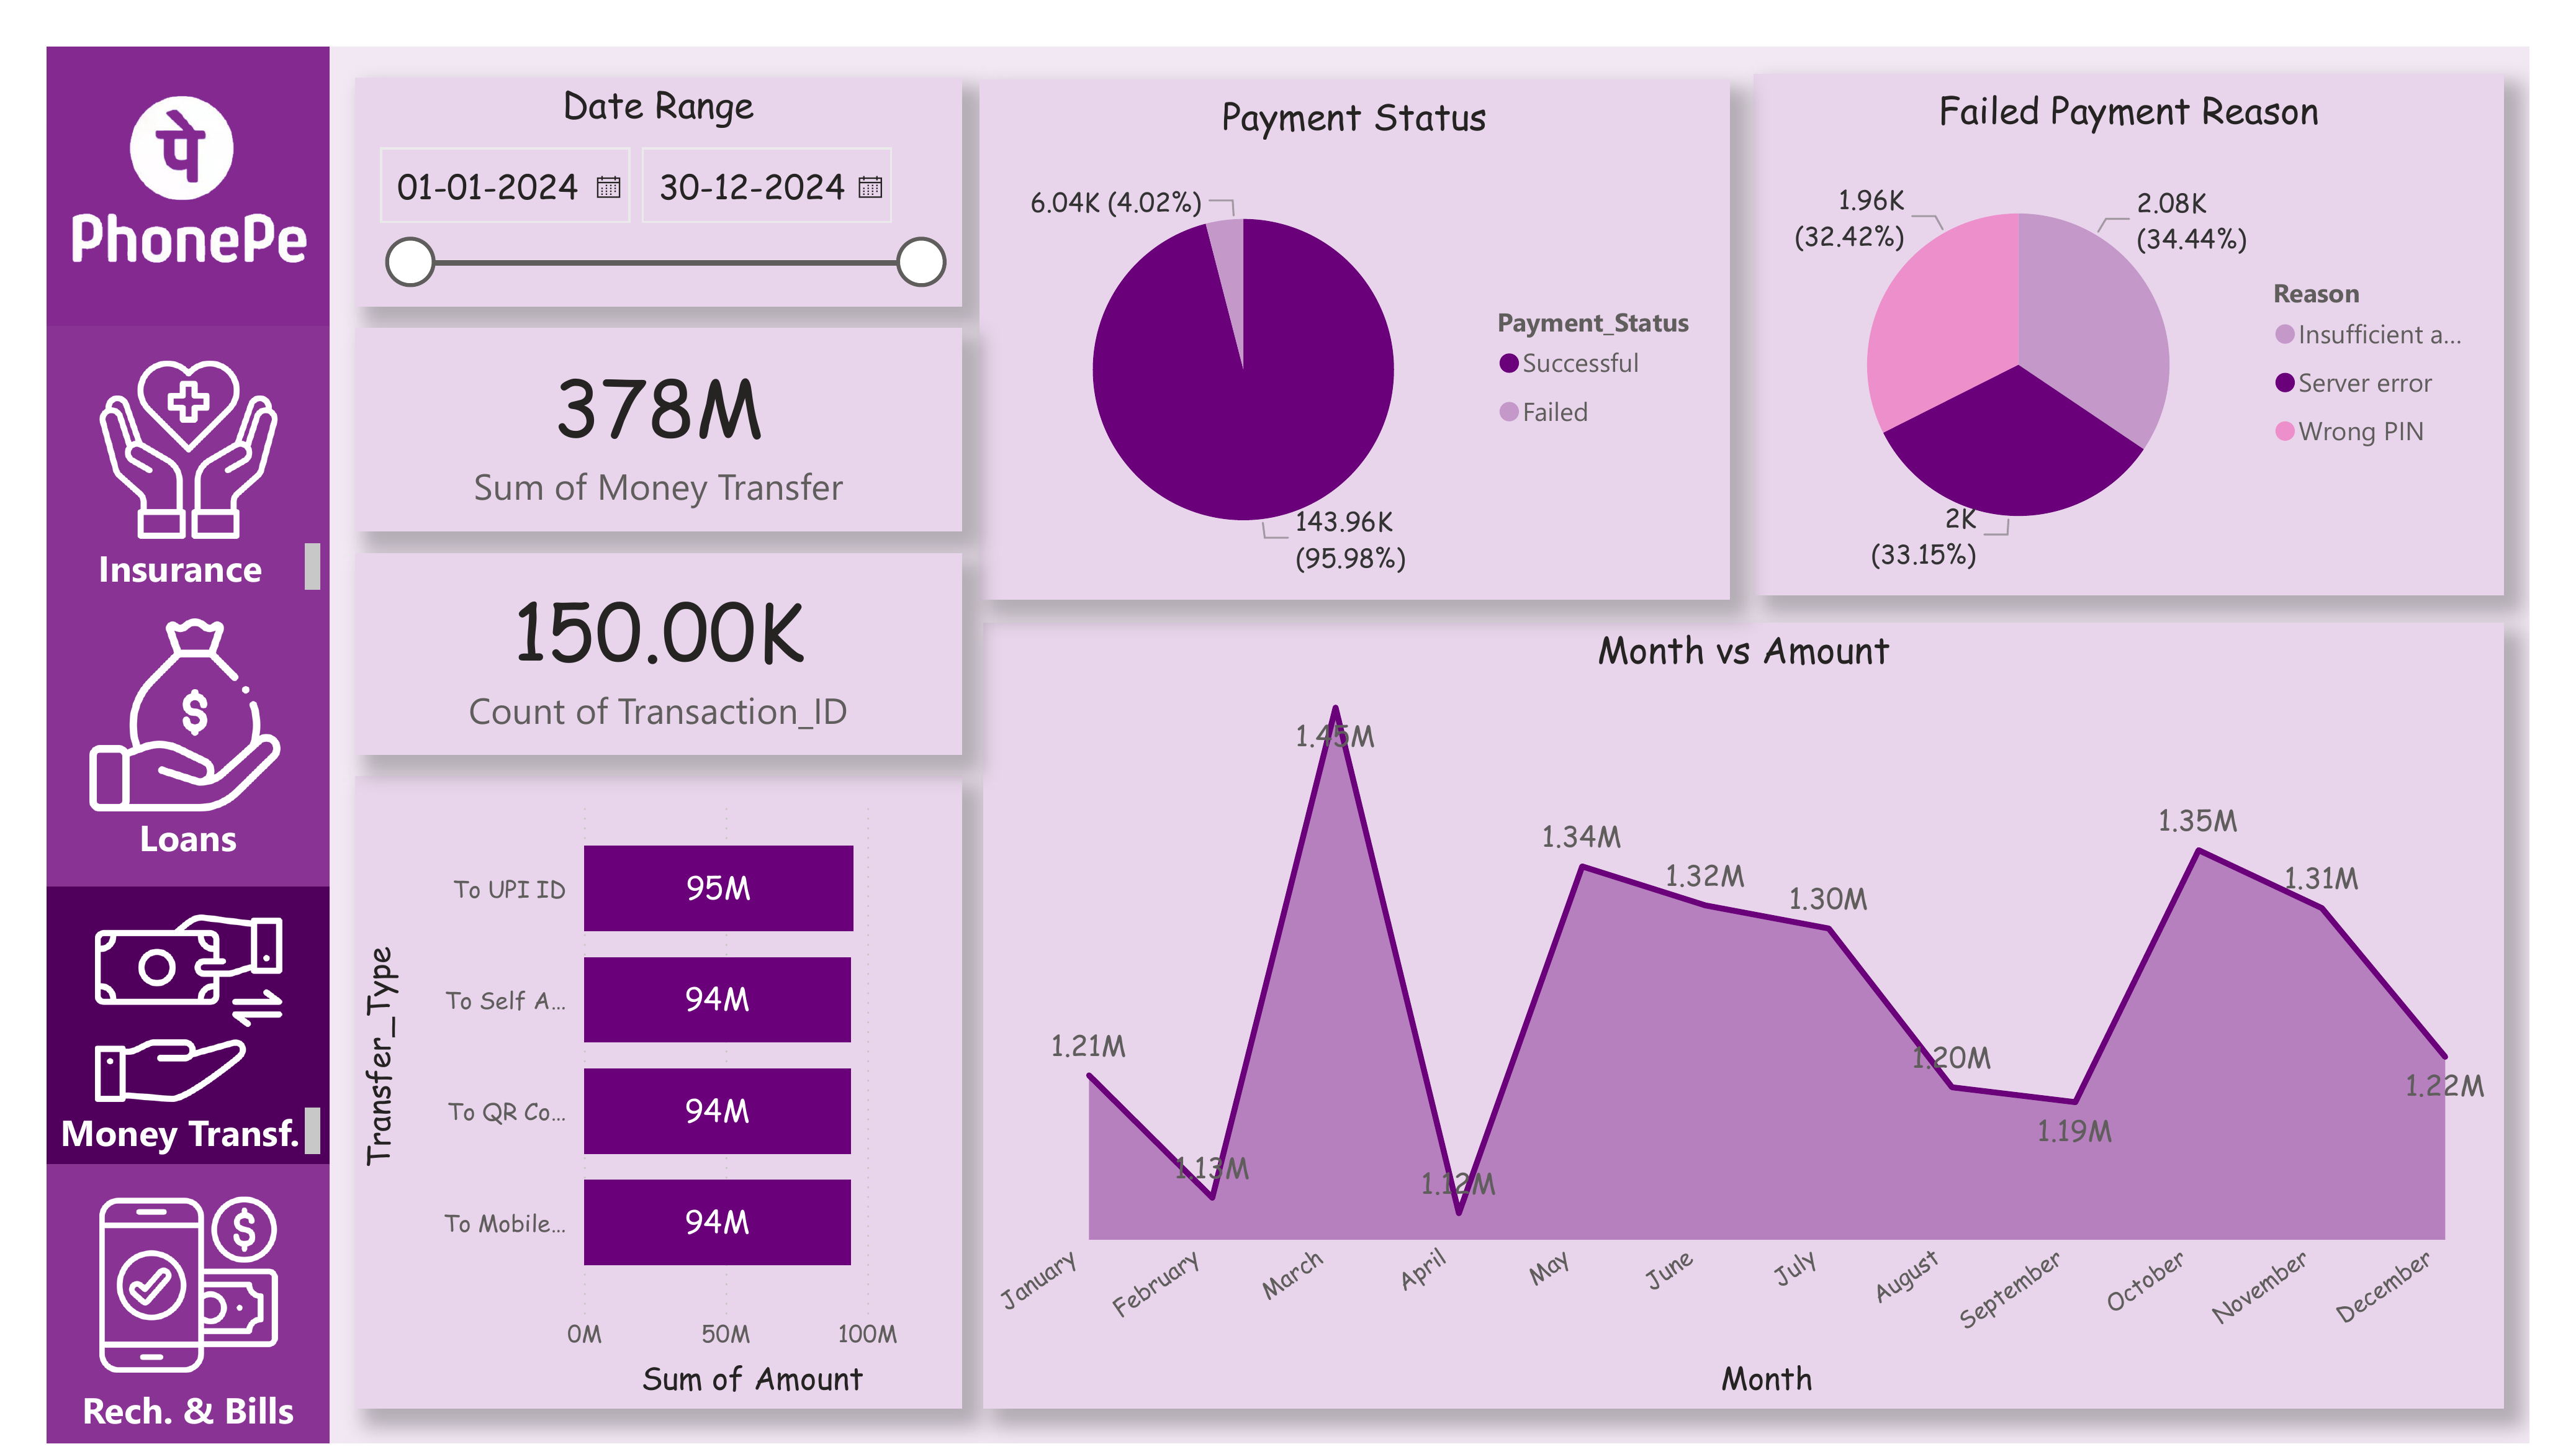 पे
PhonePe
Insurance
$
Loans
Money Transf.
$
Rech. & Bills
Date Range
01-01-2024
30-12-2024
378M
Sum of Money Transfer
150.00K
Count of Transaction_ID
Transfer_Type
To UPI ID
95M
To Self A...
94M
To QR Co...
94M
To Mobile...
94M
0M
50M
100M
Sum of Amount
Payment Status
6.04K (4.02%)
143.96K
(95.98%)
Payment_Status
Successful
Failed
Failed Payment Reason
1.96K
(32.42%)
2.08K
(34.44%)
2K
(33.15%)
Reason
Insufficient a...
Server error
Wrong PIN
Month vs Amount
1.21M
1.13M
1.45M
1.12M
1.34M
1.32M
1.30M
1.20M
1.19M
1.35M
1.31M
1.22M
January
February
March
April
May
June
July
August
September
October
November
December
Month